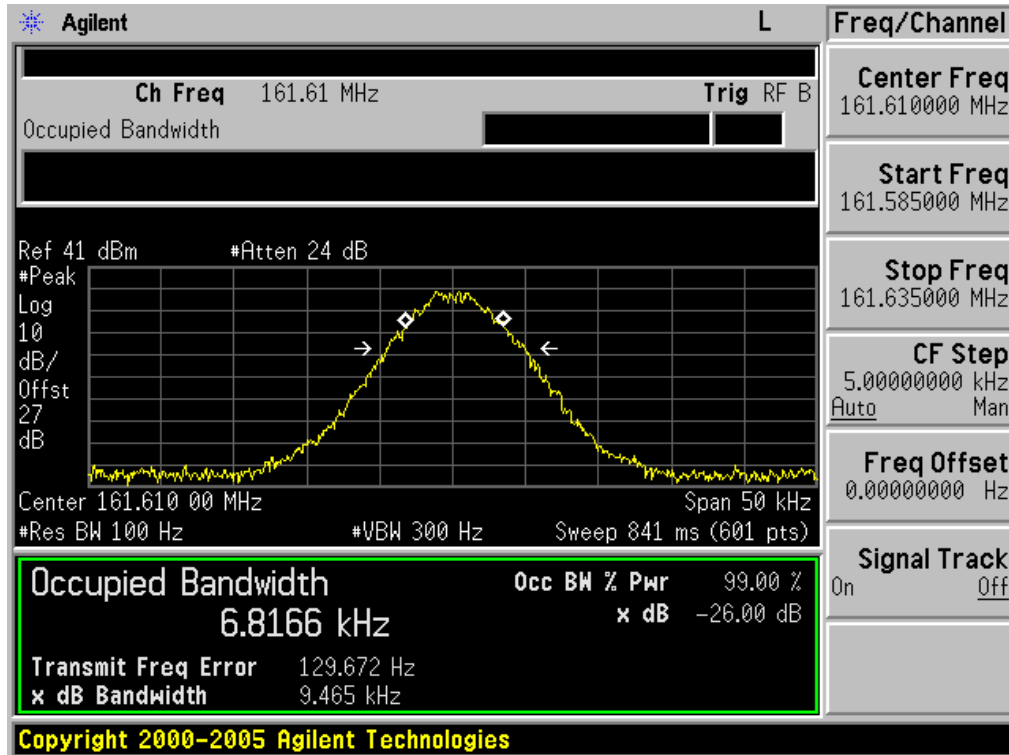 Agilent L
Ch Freq 161.61 MHz Trig RF B
Occupied Bandwidth
Ref 41 dBm #Atten 24 dB
#Peak
Log
10
dB/
Offst
27
dB
Center 161.610 00 MHz Span 50 kHz
#Res BW 100 Hz #VBW 300 Hz Sweep 841 ms (601 pts)
Occupied Bandwidth
6.8166 kHz
Occ BW % Pwr 99.00 %
x dB -26.00 dB
Transmit Freq Error 129.672 Hz
x dB Bandwidth 9.465 kHz
Copyright 2000-2005 Agilent Technologies
Freq/Channel
Center Freq
161.610000 MHz
Start Freq
161.585000 MHz
Stop Freq
161.635000 MHz
CF Step
5.00000000 kHz
Auto Man
Freq Offset
0.00000000 Hz
Signal Track
On Off